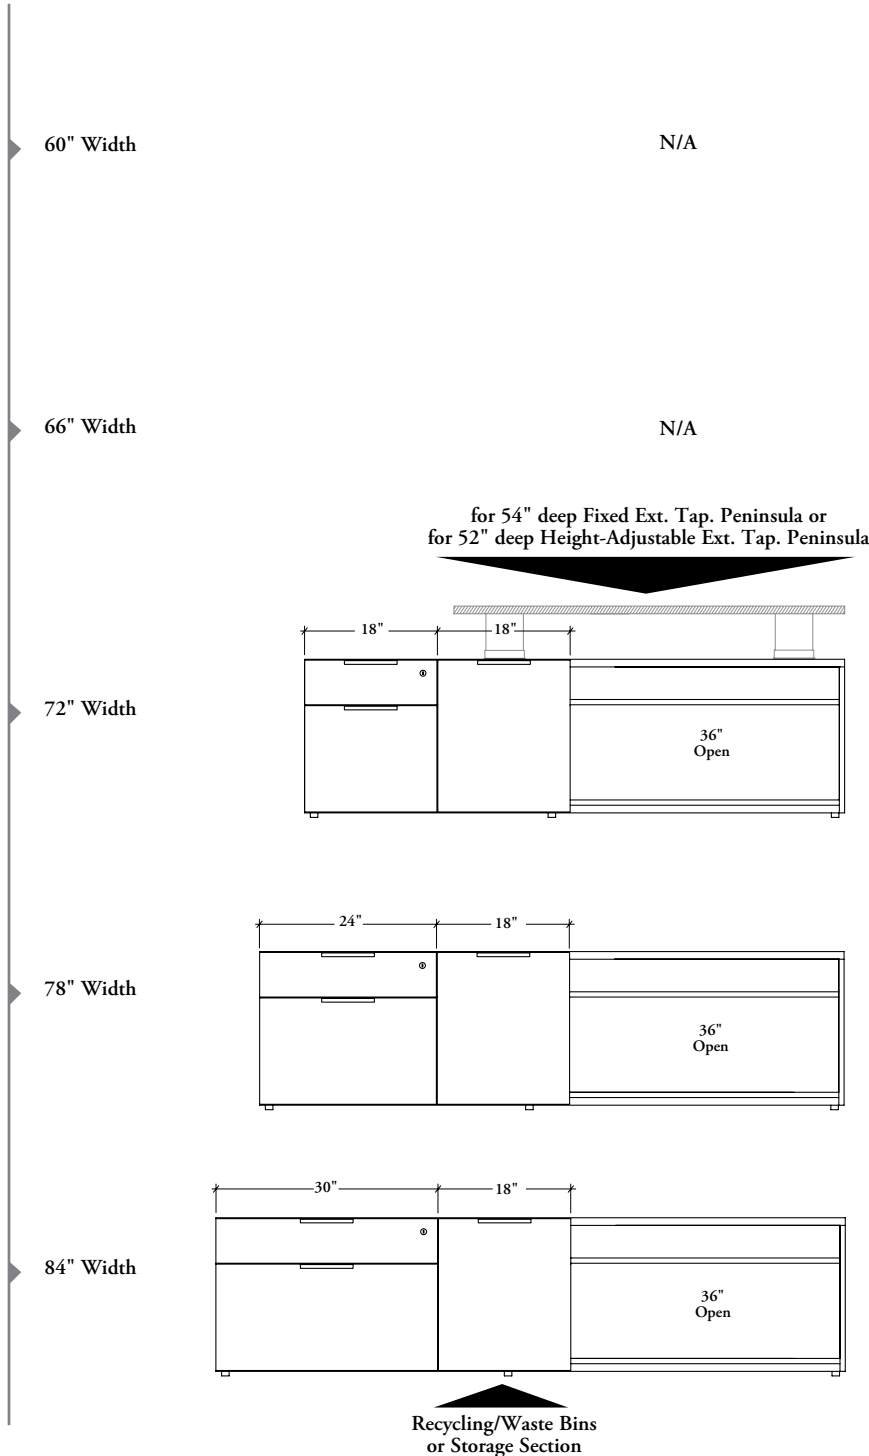 60" Width
N/A
66" Width
N/A
for 54" deep Fixed Ext. Tap. Peninsula or
for 52" deep Height-Adjustable Ext. Tap. Peninsula
18"
18"
72" Width
36"
Open
24"
18"
78" Width
36"
Open
30"
18"
84" Width
36"
Open
Recycling/Waste Bins
or Storage Section